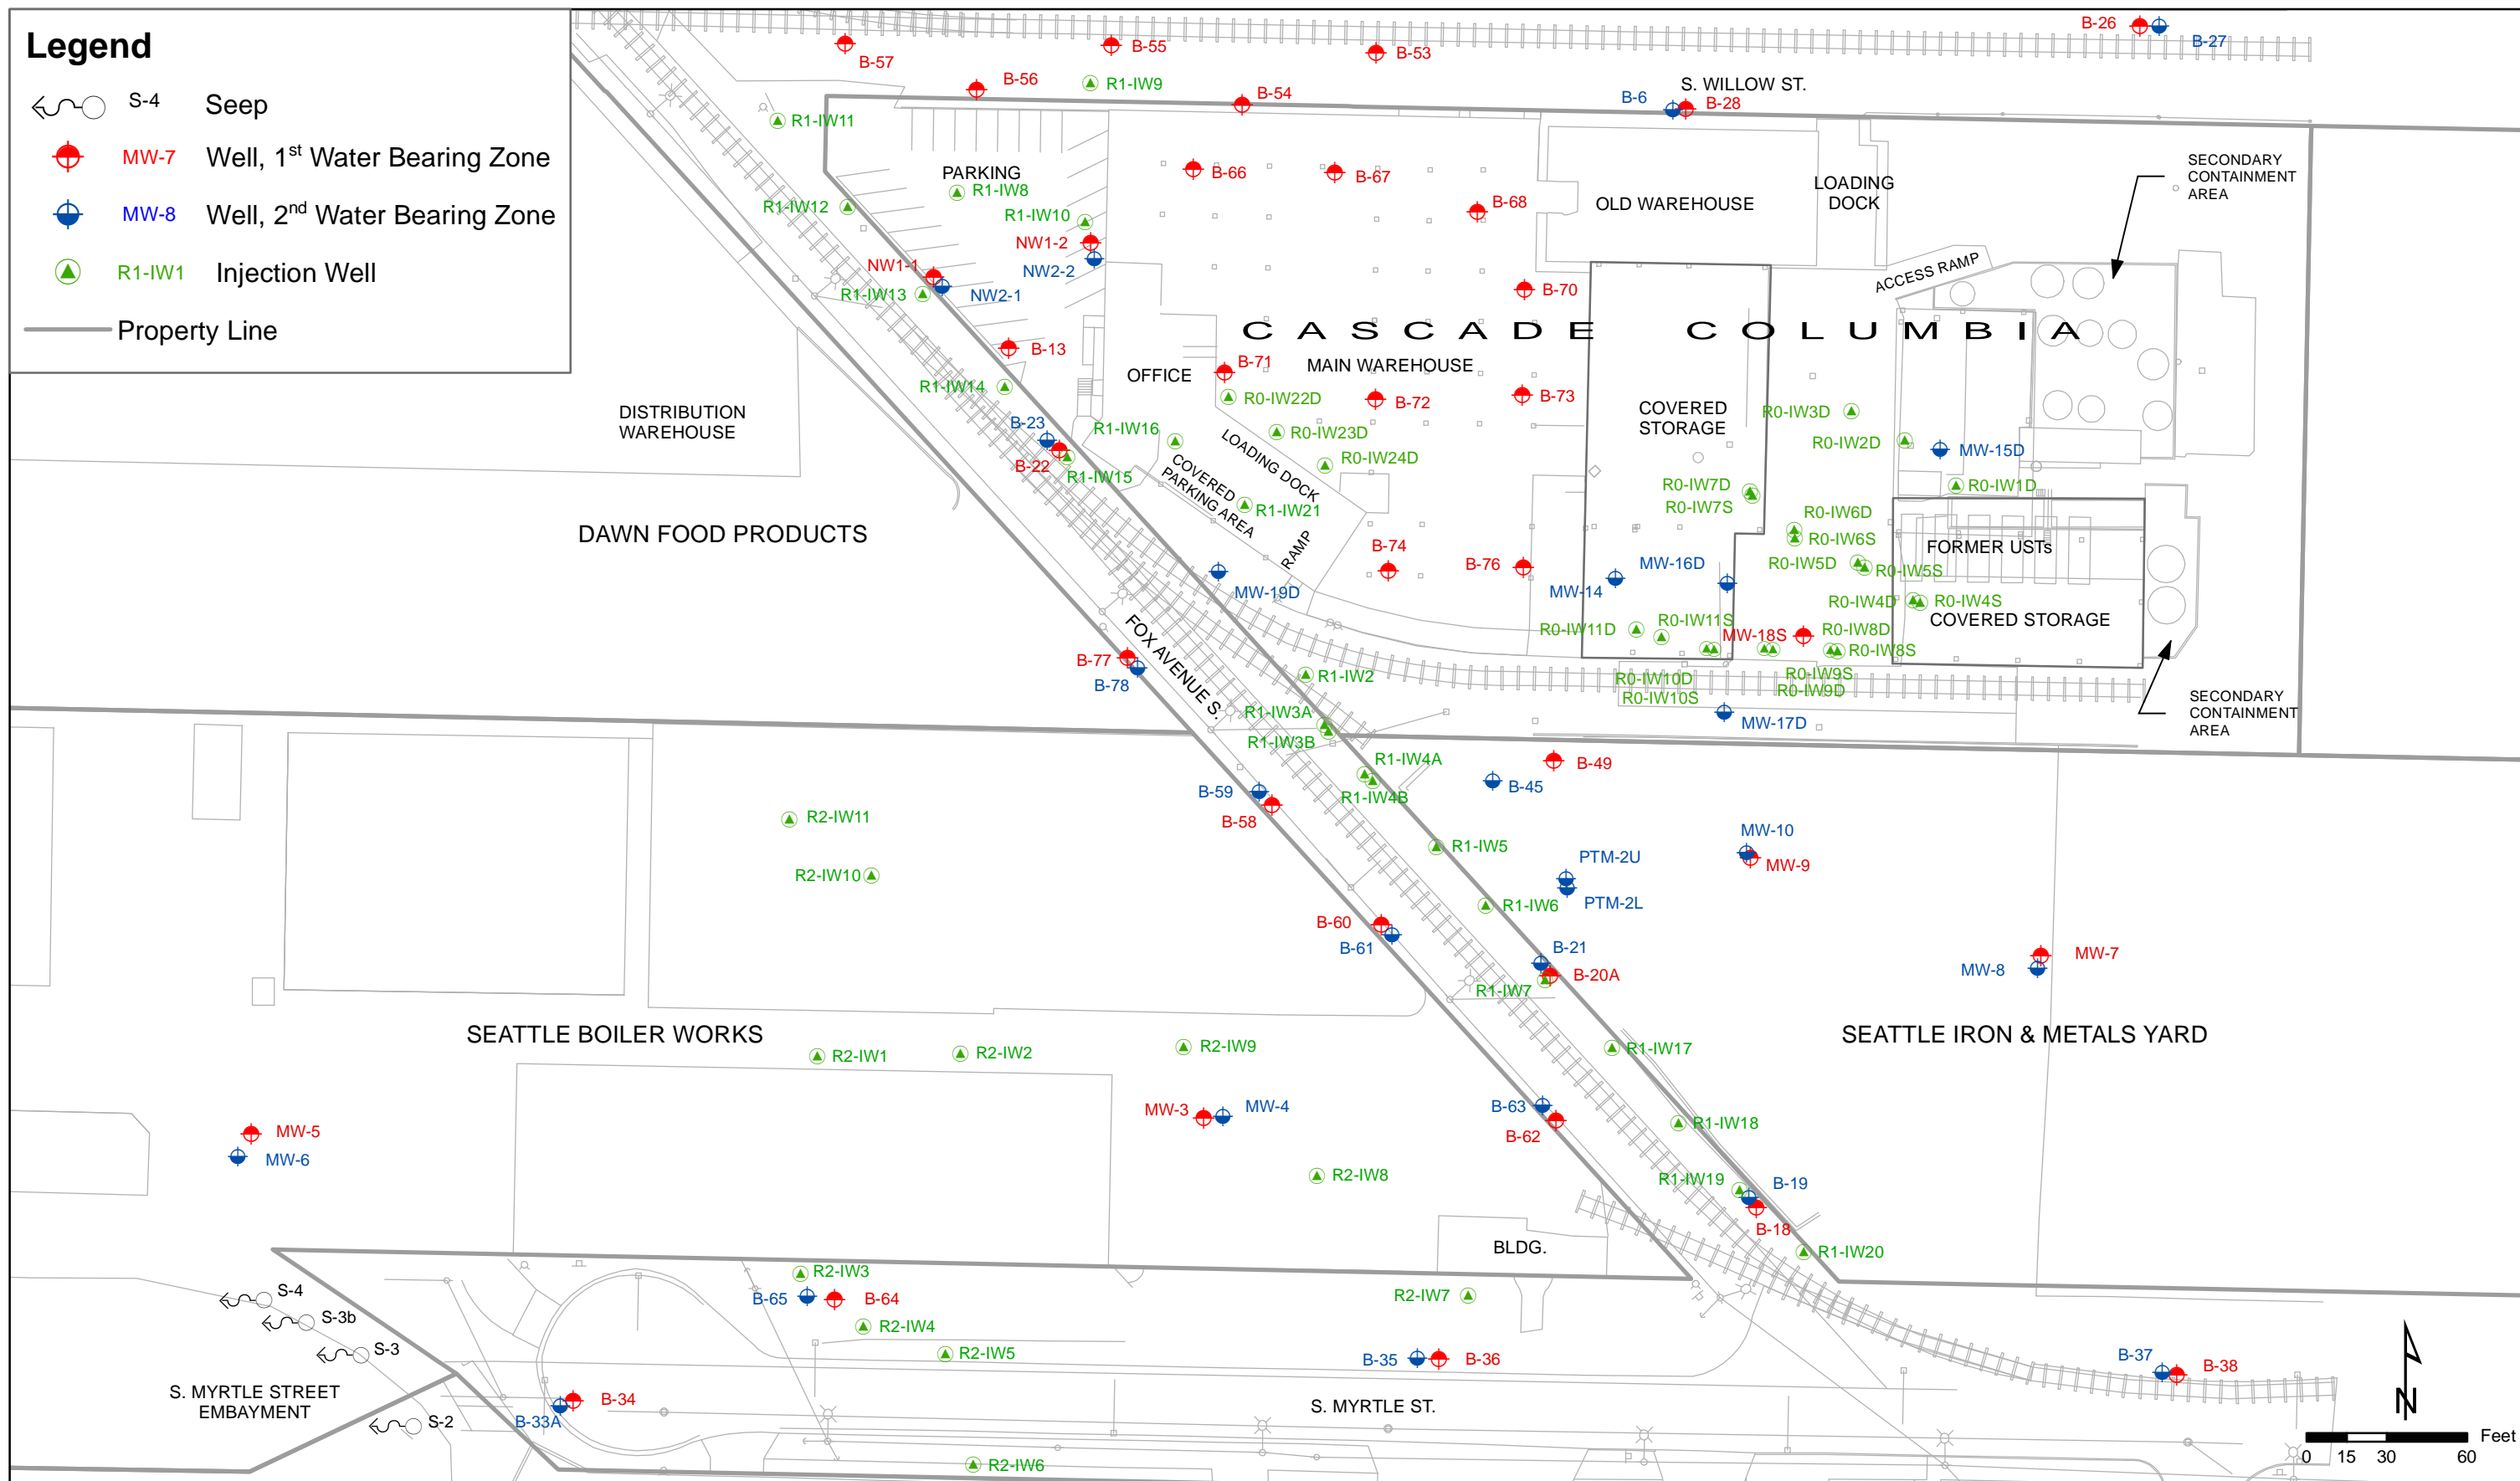 Legend
S-4 Seep
MW-7 Well, 1st Water Bearing Zone
MW-8 Well, 2nd Water Bearing Zone
R1-IW1 Injection Well
Property Line
B-26
B-27
B-57
B-55
B-53
B-56
R1-IW9
B-54
S. WILLOW ST.
B-6
B-28
R1-IW11
PARKING
B-66
B-67
B-68
OLD WAREHOUSE
LOADING
DOCK
SECONDARY
CONTAINMENT
AREA
R1-IW8
R1-IW12
R1-IW10
NW1-2
NW2-2
NW1-1
R1-IW13
NW2-1
ACCESS RAMP
B-70
CASCADE COLUMBIA
B-13
OFFICE
B-71
MAIN WAREHOUSE
R1-IW14
R0-IW22D
B-72
B-73
COVERED
STORAGE
R0-IW3D
DISTRIBUTION
WAREHOUSE
B-23
R1-IW16
R0-IW23D
LOADING DOCK
R0-IW24D
R0-IW2D
MW-15D
B-22
R1-IW15
COVERED
PARKING AREA
R1-IW21
R0-IW7D
R0-IW7S
R0-IW1D
DAWN FOOD PRODUCTS
RAMP
R0-IW6D
R0-IW6S
FORMER USTs
B-74
B-76
MW-16D
R0-IW5D
R0-IW5S
MW-19D
MW-14
R0-IW4D
R0-IW4S
COVERED STORAGE
FOX AVENUE S.
R0-IW11D
R0-IW11S
MW-18S
R0-IW8D
R0-IW8S
B-77
B-78
R1-IW2
R0-IW10D
R0-IW10S
R0-IW9S
R0-IW9D
SECONDARY
CONTAINMENT
AREA
R1-IW3A
R1-IW3B
MW-17D
R1-IW4A
R1-IW4B
B-49
B-45
B-59
B-58
R2-IW11
MW-10
MW-9
R1-IW5
PTM-2U
PTM-2L
R2-IW10
R1-IW6
B-60
B-61
B-21
B-20A
R1-IW7
MW-7
MW-8
SEATTLE BOILER WORKS
SEATTLE IRON & METALS YARD
R2-IW1
R2-IW2
R2-IW9
R1-IW17
MW-3
MW-4
B-63
B-62
R1-IW18
MW-5
MW-6
R2-IW8
R1-IW19
B-19
B-18
BLDG.
R1-IW20
R2-IW3
B-65
B-64
R2-IW7
S-4
S-3b
S-3
R2-IW4
R2-IW5
B-35
B-36
B-37
B-38
S. MYRTLE STREET
EMBAYMENT
S-2
B-34
B-33A
S. MYRTLE ST.
R2-IW6
N
Feet
0 15 30 60